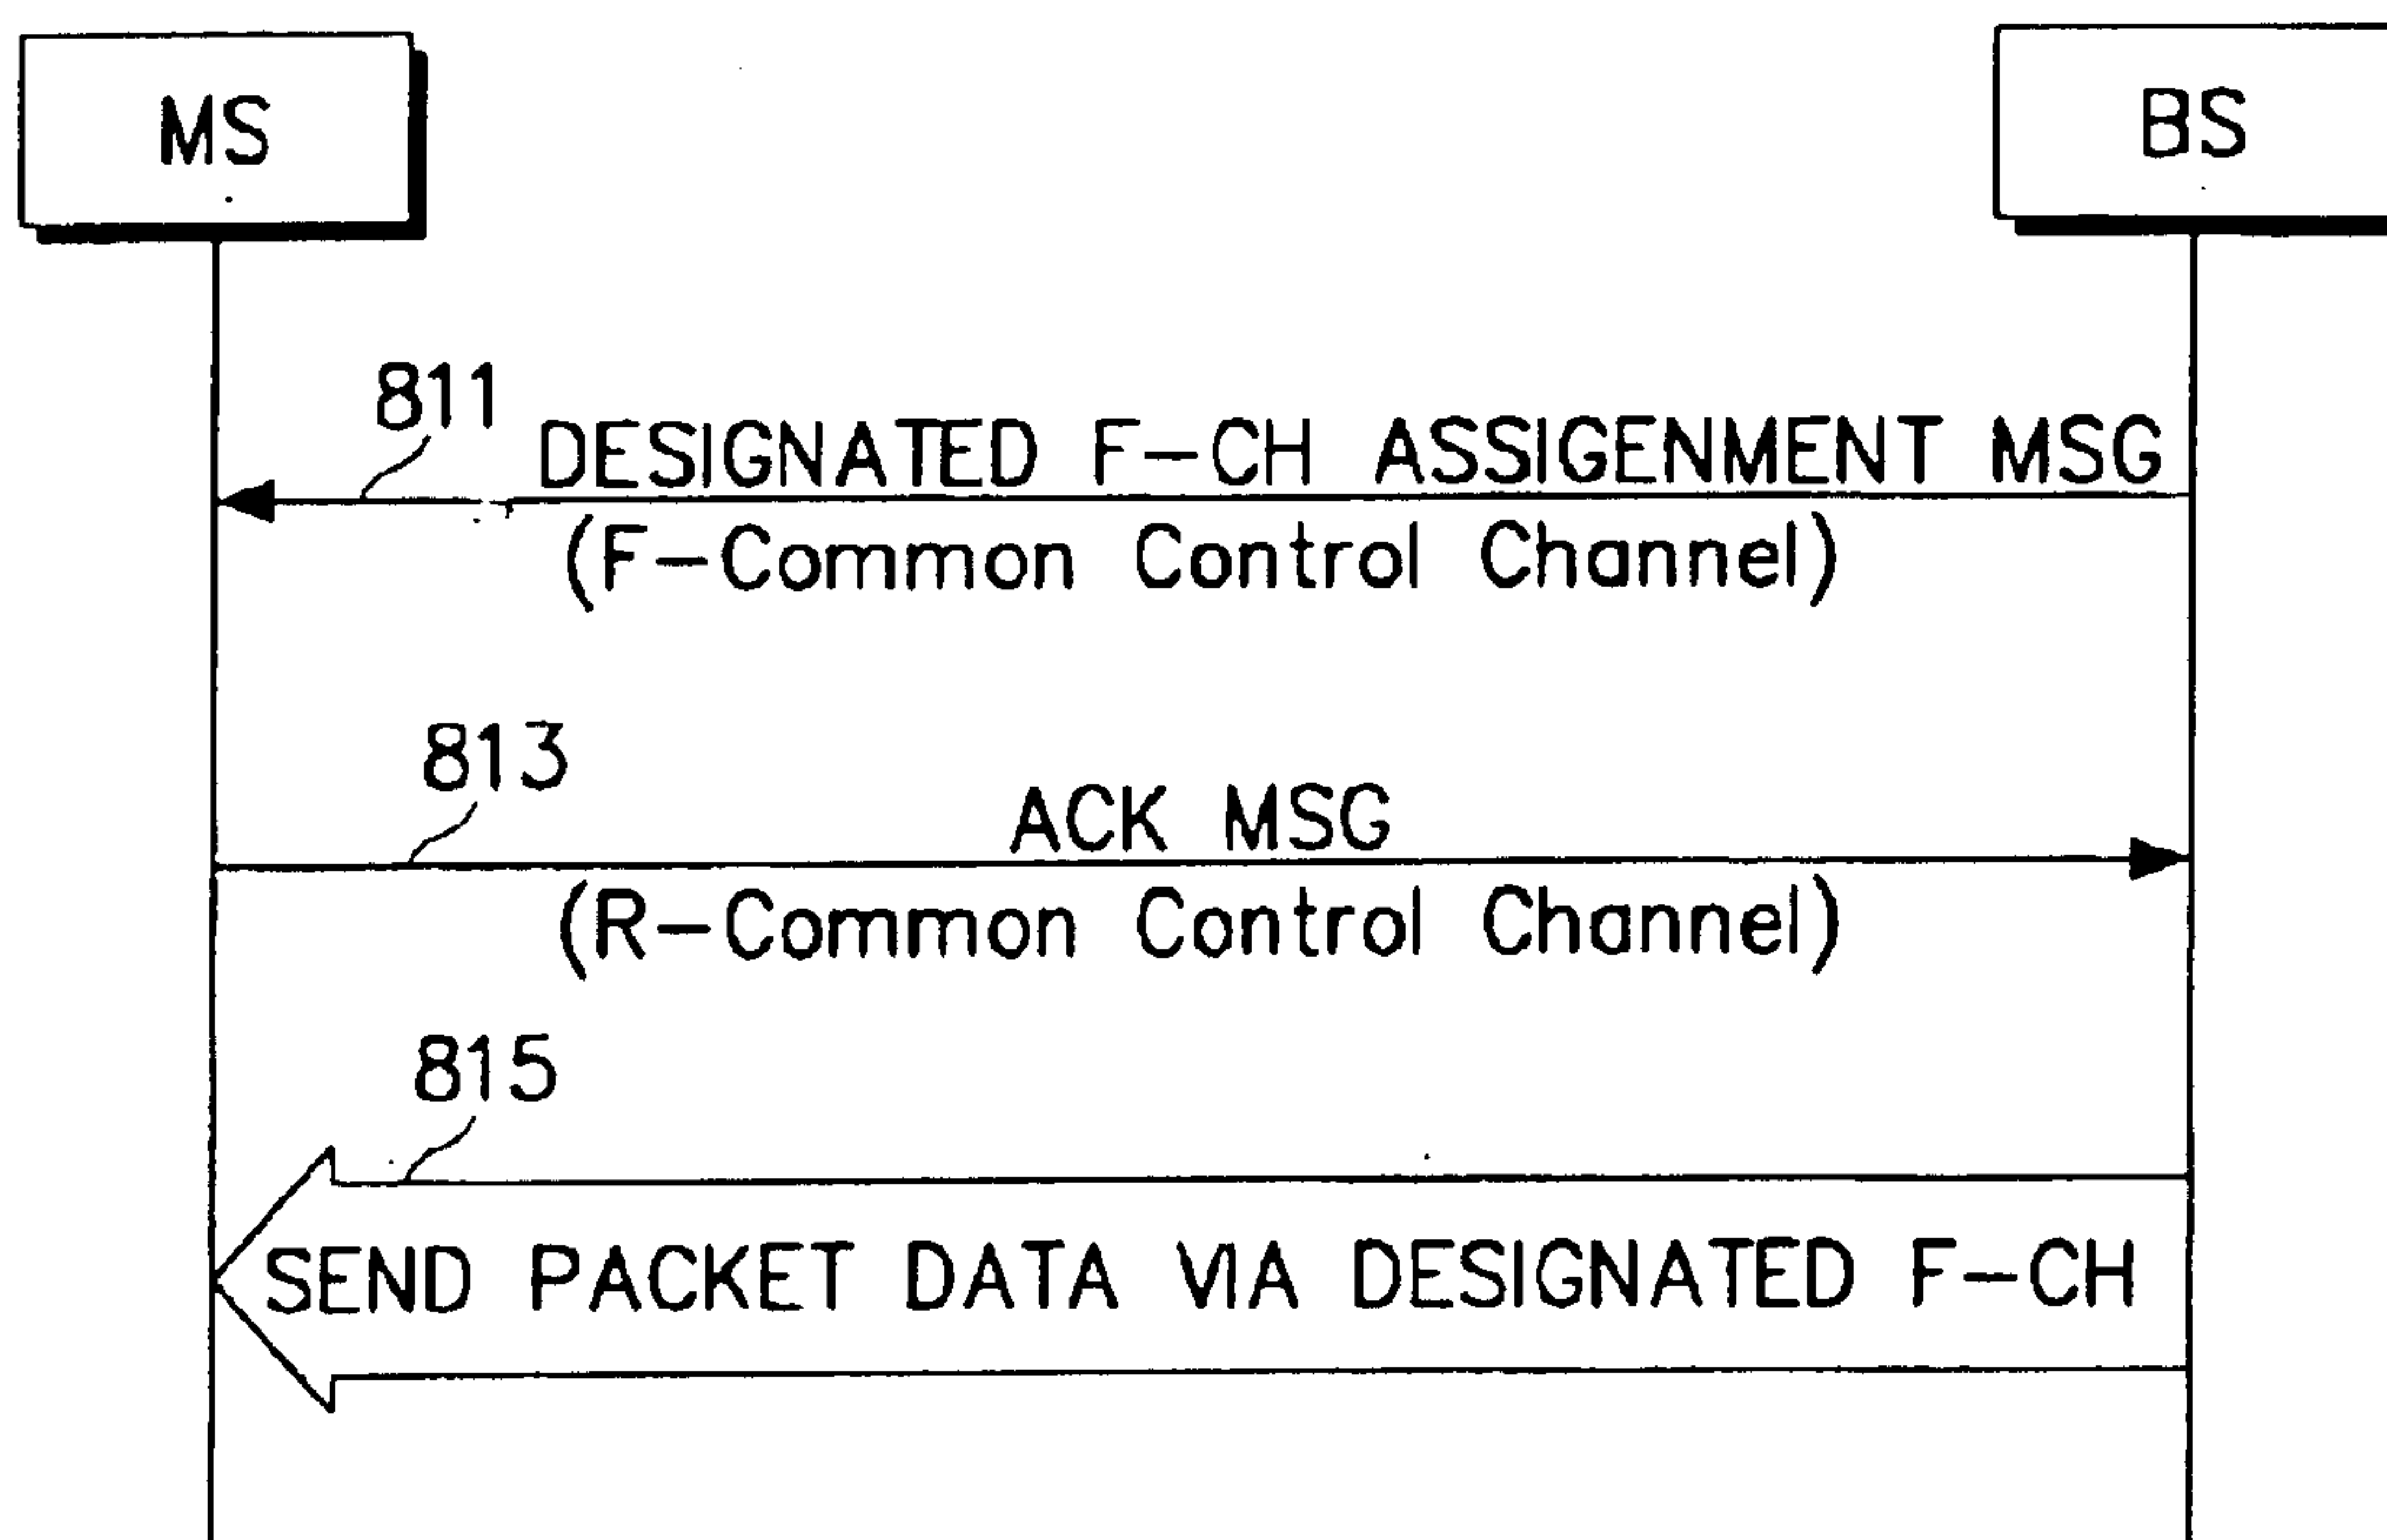 MS
BS
811
DESIGNATED F-CH ASSIGENMENT MSG
(F-Common Control Channel)
813
ACK MSG
(R-Common Control Channel)
815
SEND PACKET DATA VIA DESIGNATED F-CH